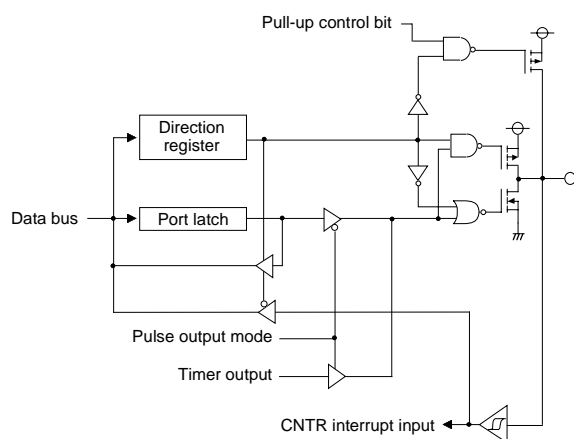 Pull-up control bit
Direction
register
Data bus
Port latch
Pulse output mode
Timer output
CNTR interrupt input